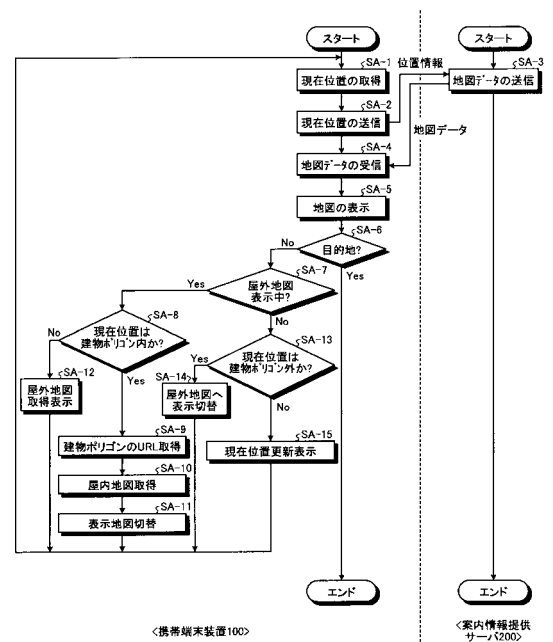 スタート
スタート
SA-1
位置情報
SA-3
現在位置の取得
地図データの送信
SA-2
現在位置の送信
地図データ
SA-4
地図データの受信
SA-5
地図の表示
SA-6
目的地?
No
Yes
SA-7
屋外地図
表示中?
Yes
No
SA-8
現在位置は
建物ポリゴン内か?
No
Yes
SA-13
現在位置は
建物ポリゴン外か?
Yes
No
SA-12
屋外地図
取得表示
SA-14
屋外地図へ
表示切替
SA-9
建物ポリゴンのURL取得
SA-15
現在位置更新表示
SA-10
屋内地図取得
SA-11
表示地図切替
エンド
エンド
<携帯端末装置100>
<案内情報提供
サーバ200>